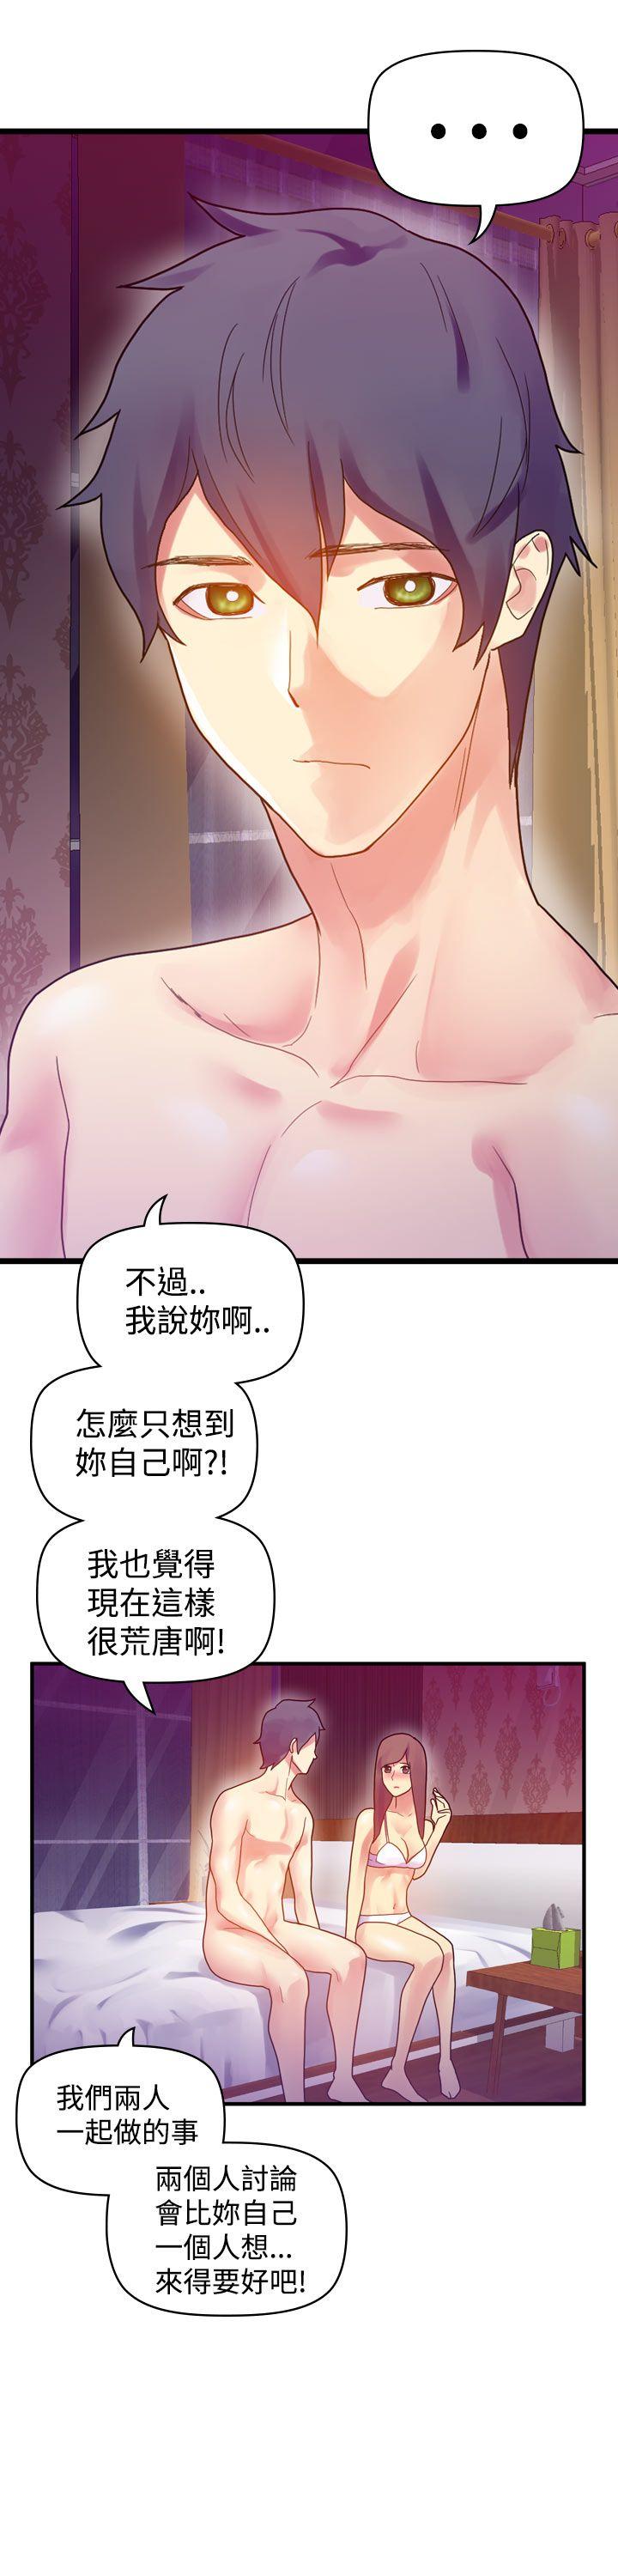 ...
不過..
我說妳啊..
怎麼只想到
妳自己啊?!
我也覺得
現在這樣
很荒唐啊!
我們兩人
一起做的事
兩個人討論
會比妳自己
一個人想...
來得要好吧!